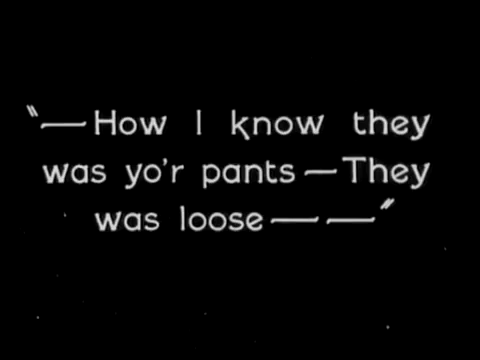 "—How I know they
was yo'r pants—They
was loose— —"